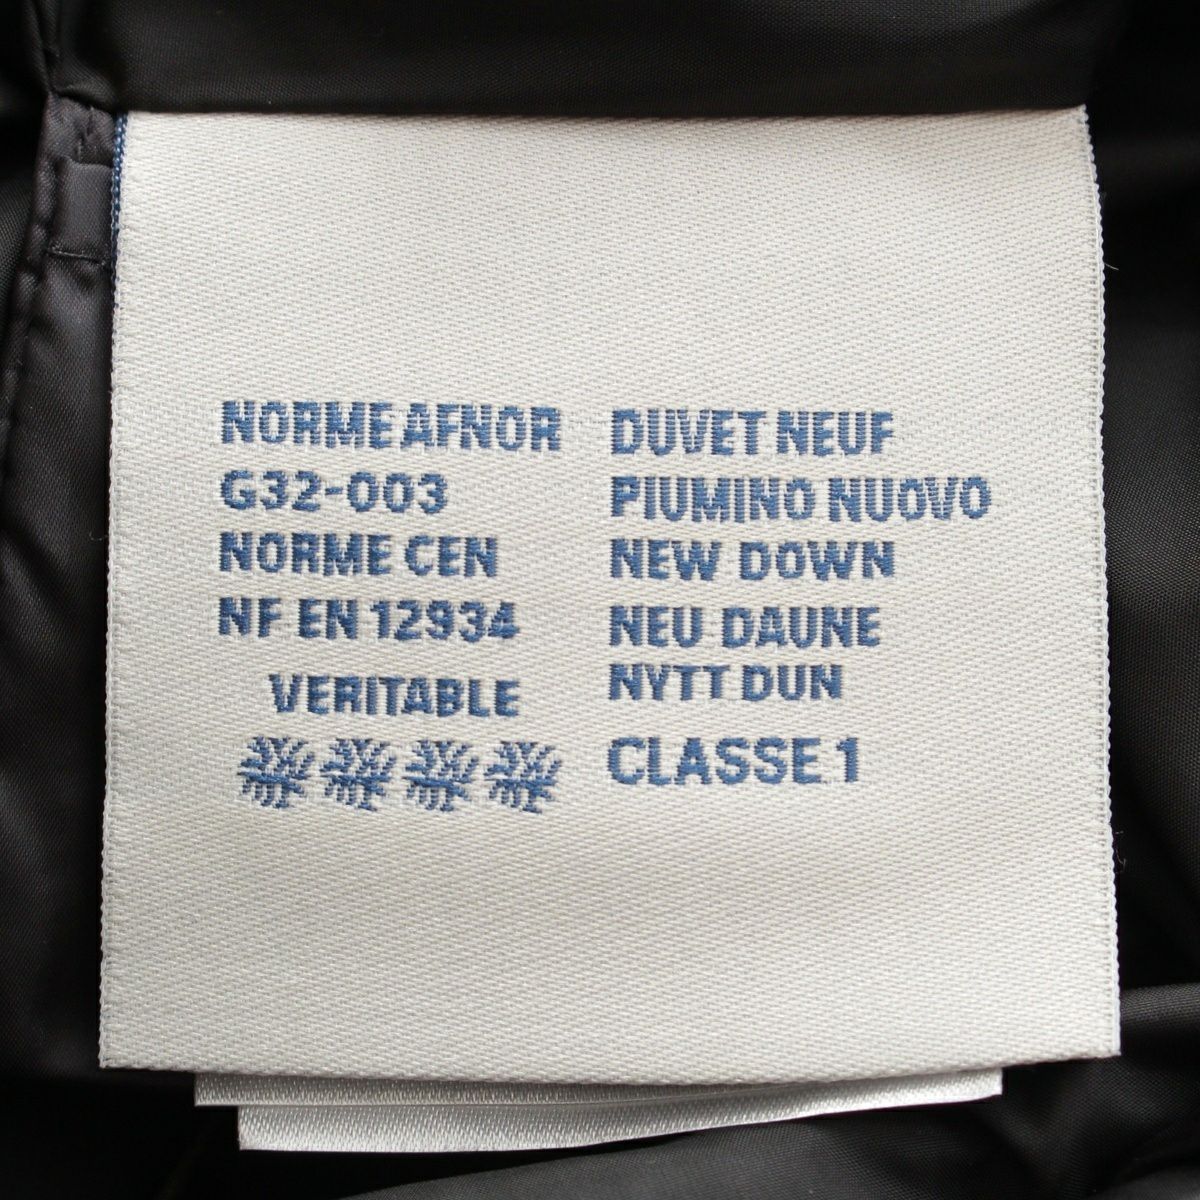 NORME AFNOR
G32-003
NORME CEN
NF EN 12934
VERITABLE
DUVET NEUF
PIUMINO NUOVO
NEW DOWN
NEU DAUNE
NYTT DUN
CLASSE 1